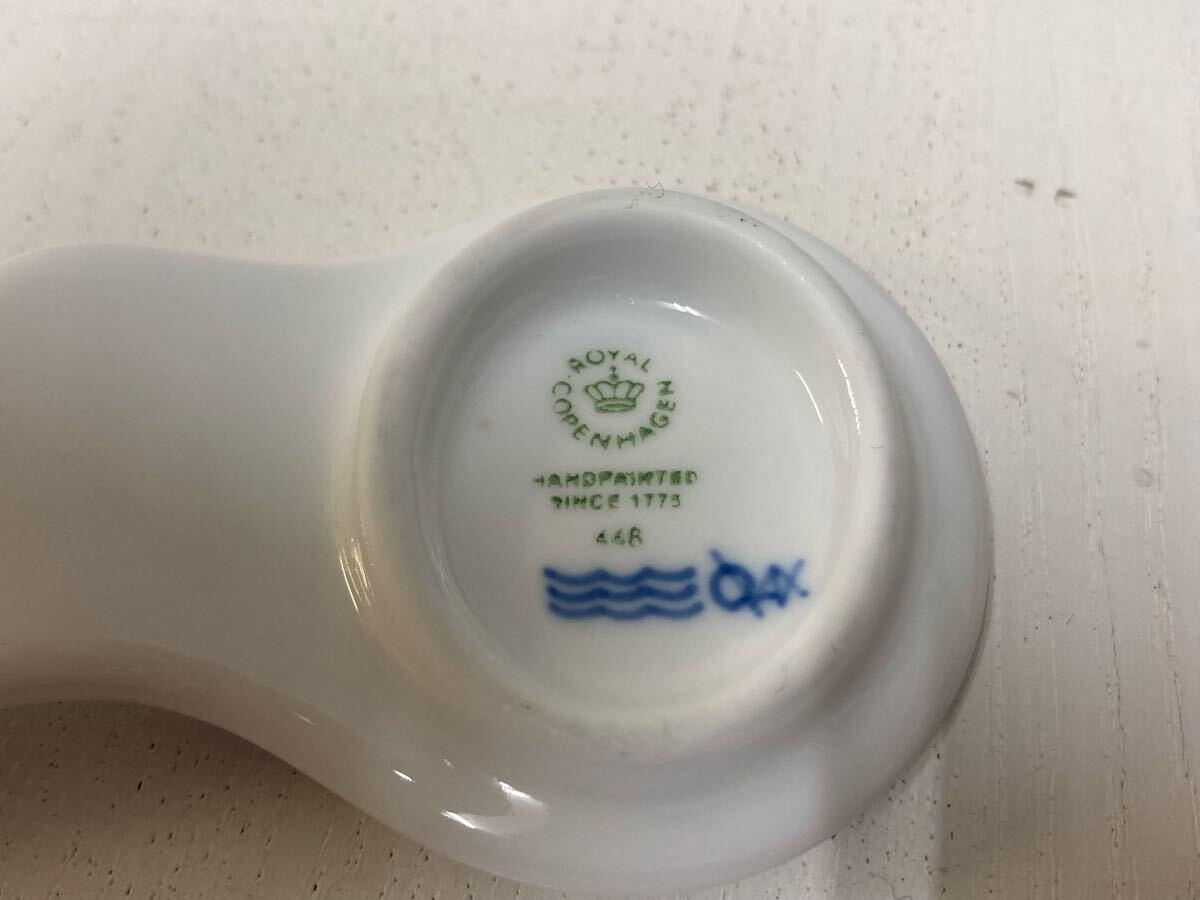 ROYAL COPENHAGEN
HANDPAINTED
SINCE 1775
448